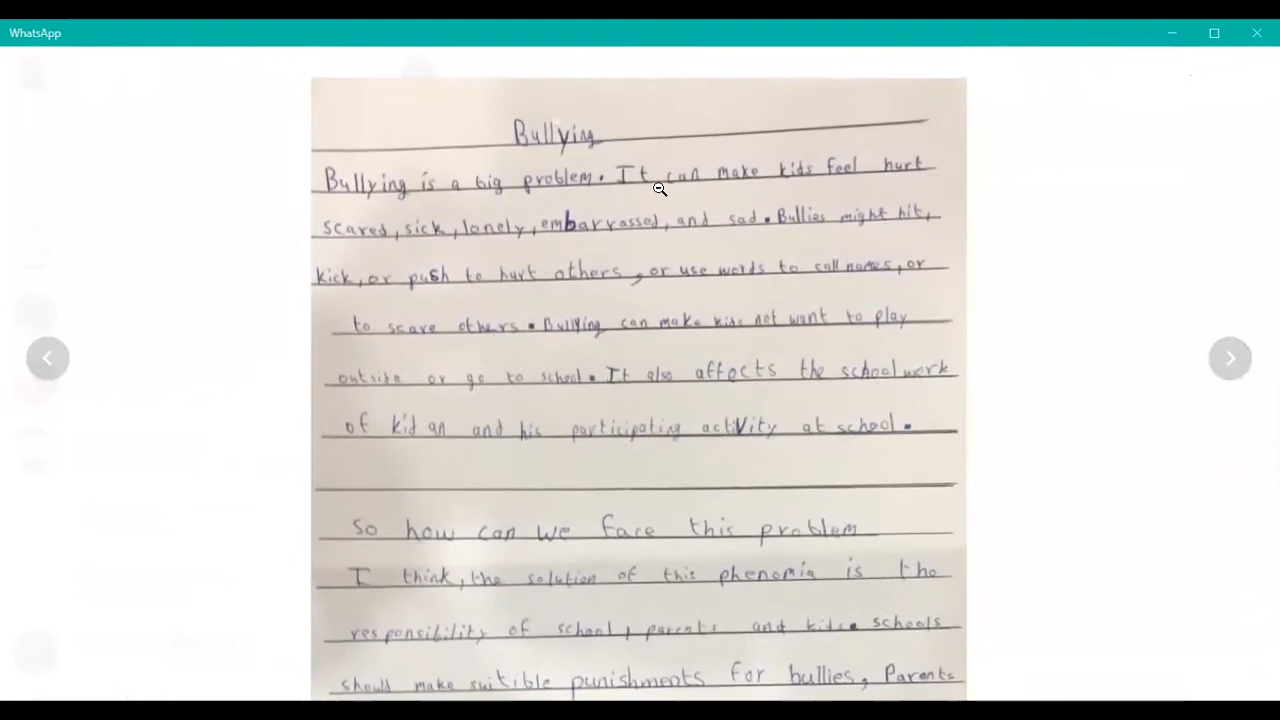 WhatsApp
Bullying
Bullying is a big problem. It can make kids feel hurt
scared, sick, lonely, embarrassed, and sad. Bullies might hit,
kick, or push to hurt others, or use words to call names, or
to scare others. Bullying can make kids not want to play
outside or go to school. It also affects the schoolwork
of kid an and his participating activity at school.
So how can we face this problem
I think, the solution of this phenomia is the
responsibility of school, parents and kids. schools
should make suitible punishments for bullies, Parents